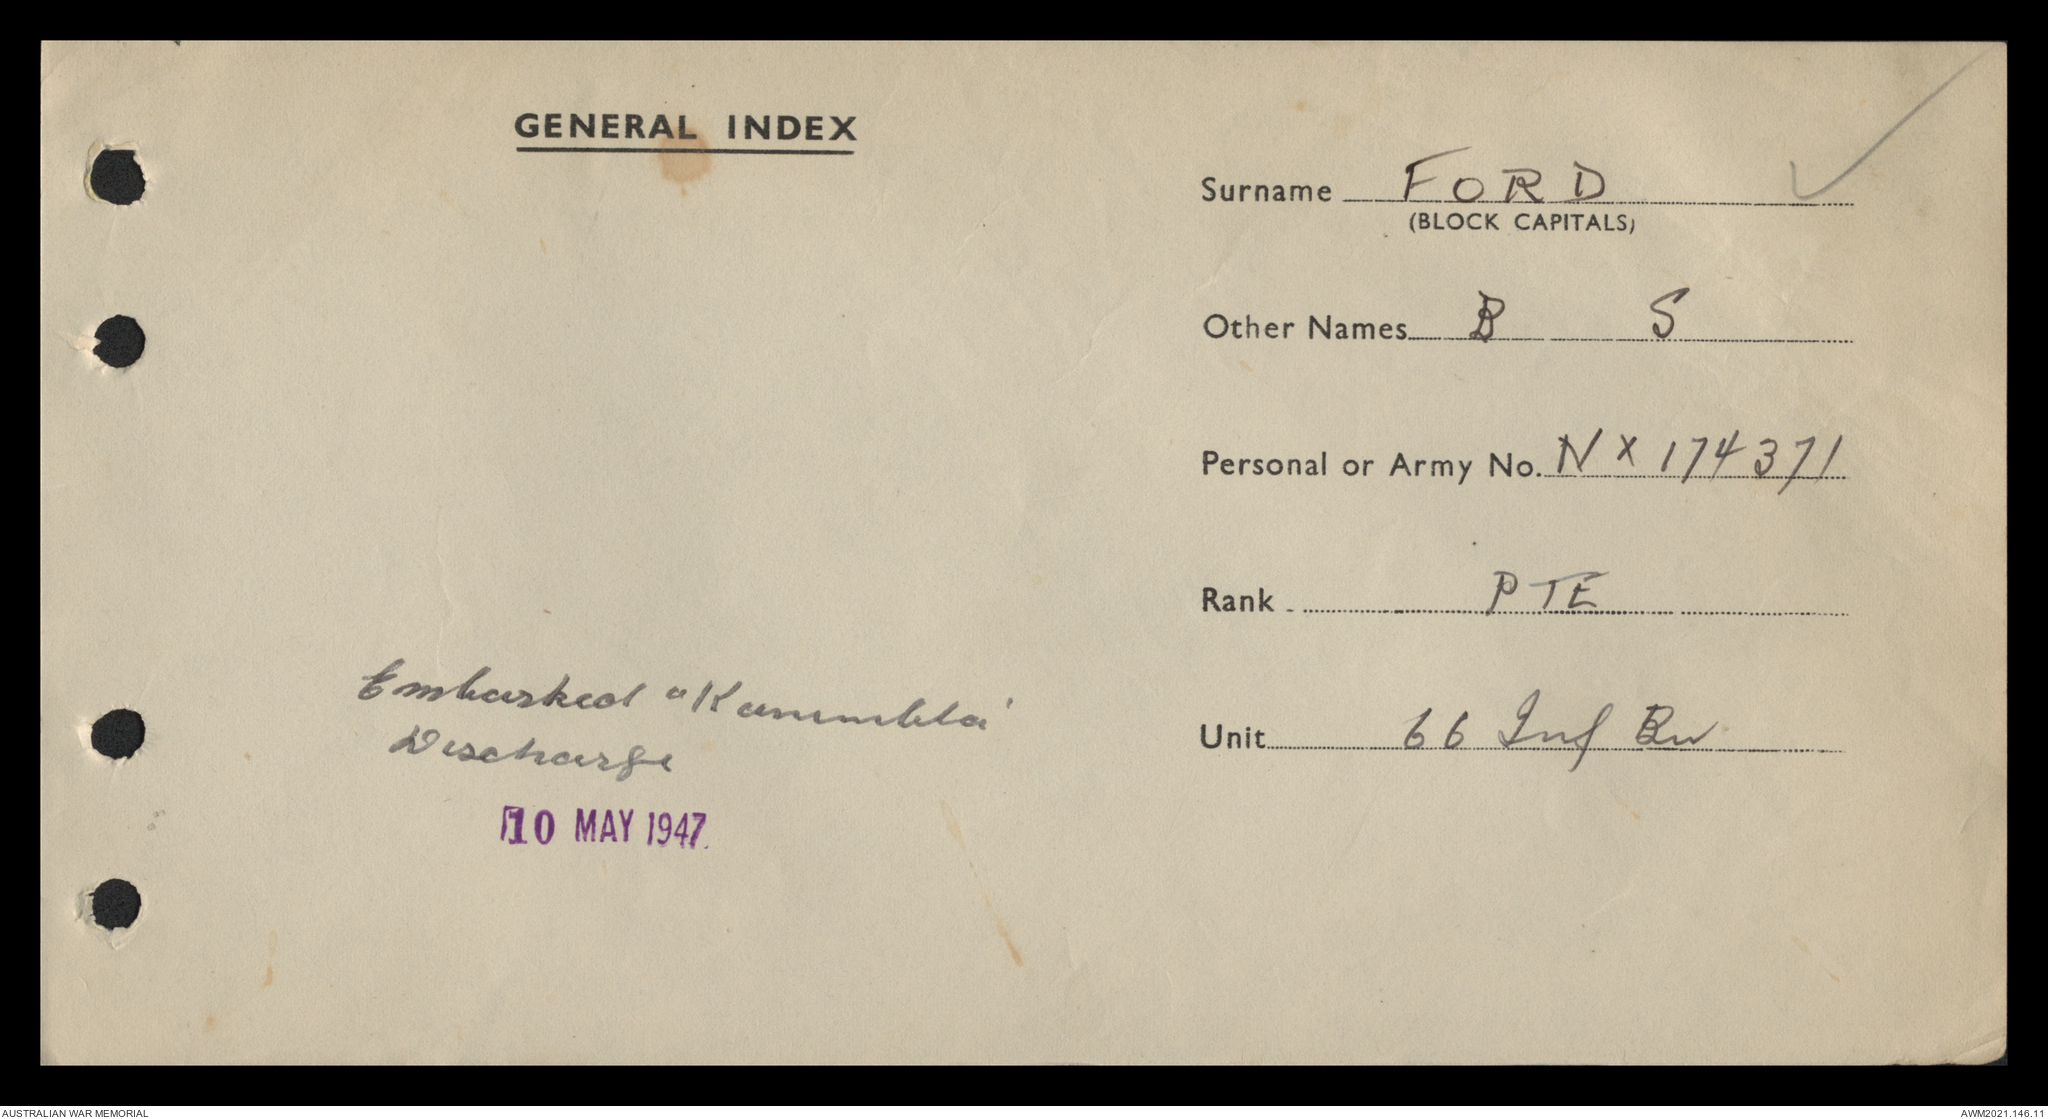 GENERAL INDEX
Surname FORD
(BLOCK CAPITALS)
Other Names B S
Personal or Army No. NX 174371
Rank PTE
Unit 66 Inf Bn
Embarked "Kanimbla"
Discharge
10 MAY 1947
AUSTRALIAN WAR MEMORIAL
AWM2021.146.11